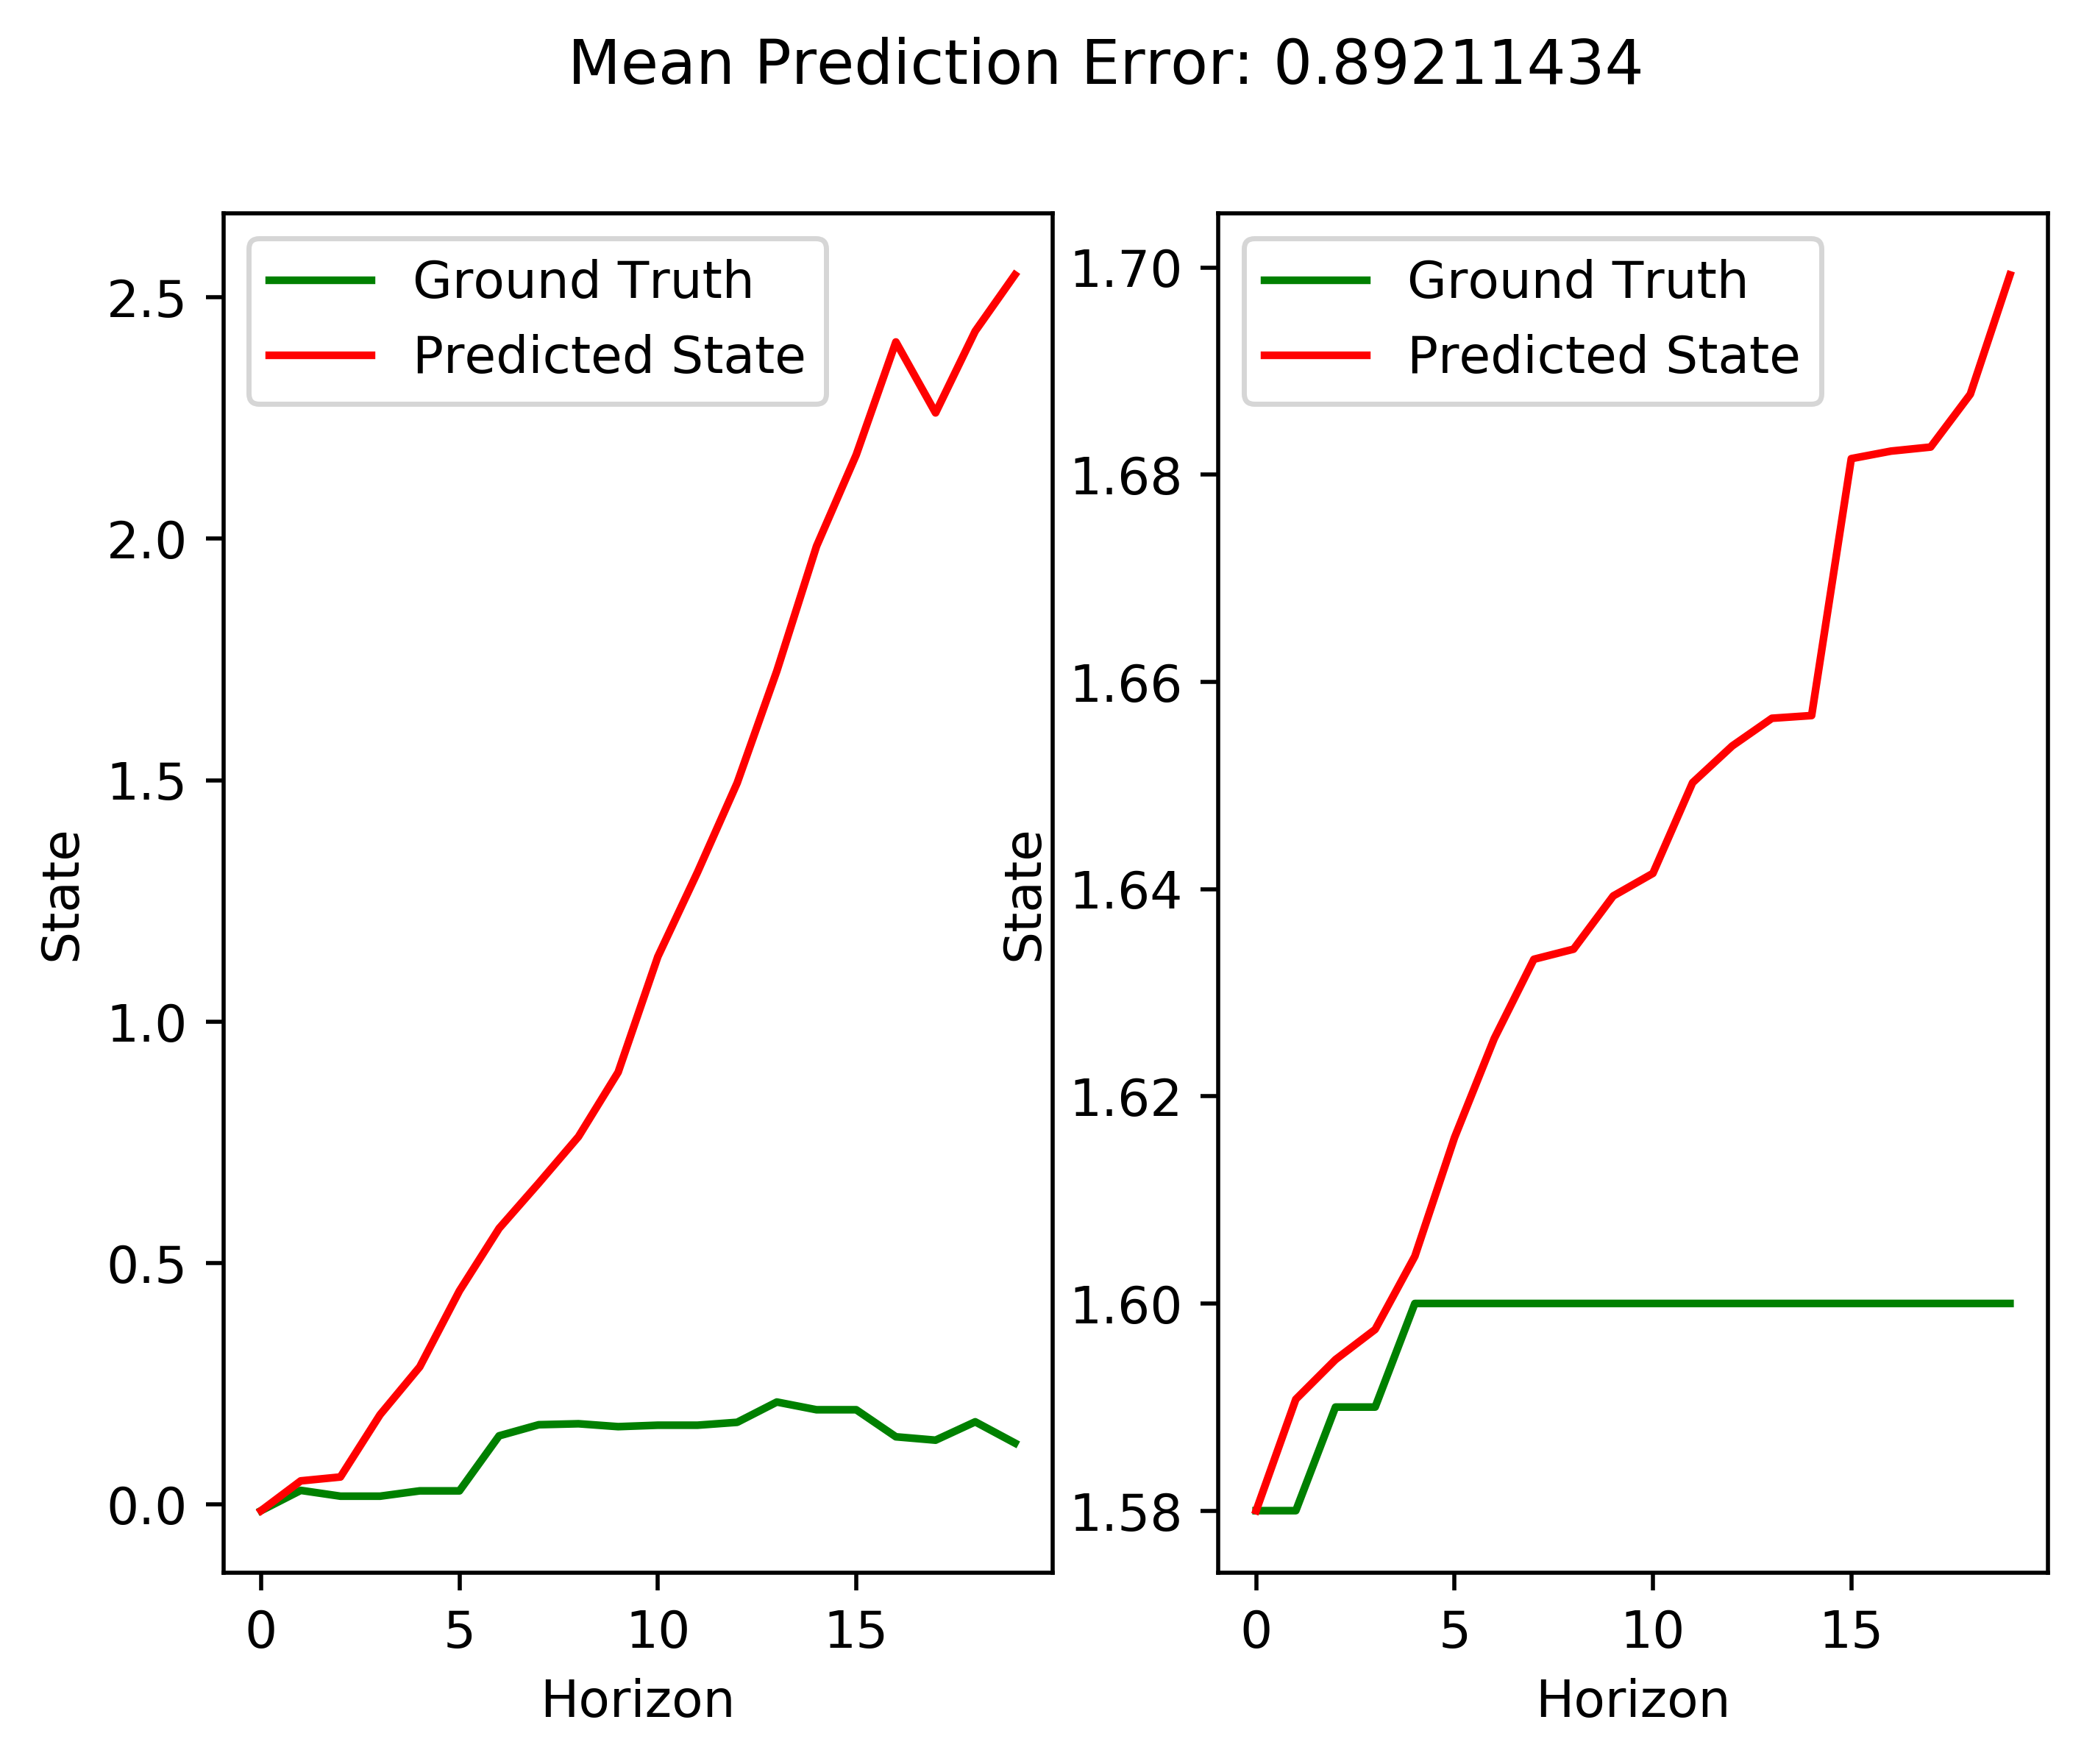 Mean Prediction Error: 0.89211434
Ground Truth
Predicted State
2.5
2.0
1.5
1.0
0.5
0.0
State
0 5 10 15
Horizon
Ground Truth
Predicted State
1.70
1.68
1.66
1.64
1.62
1.60
1.58
State
0 5 10 15
Horizon